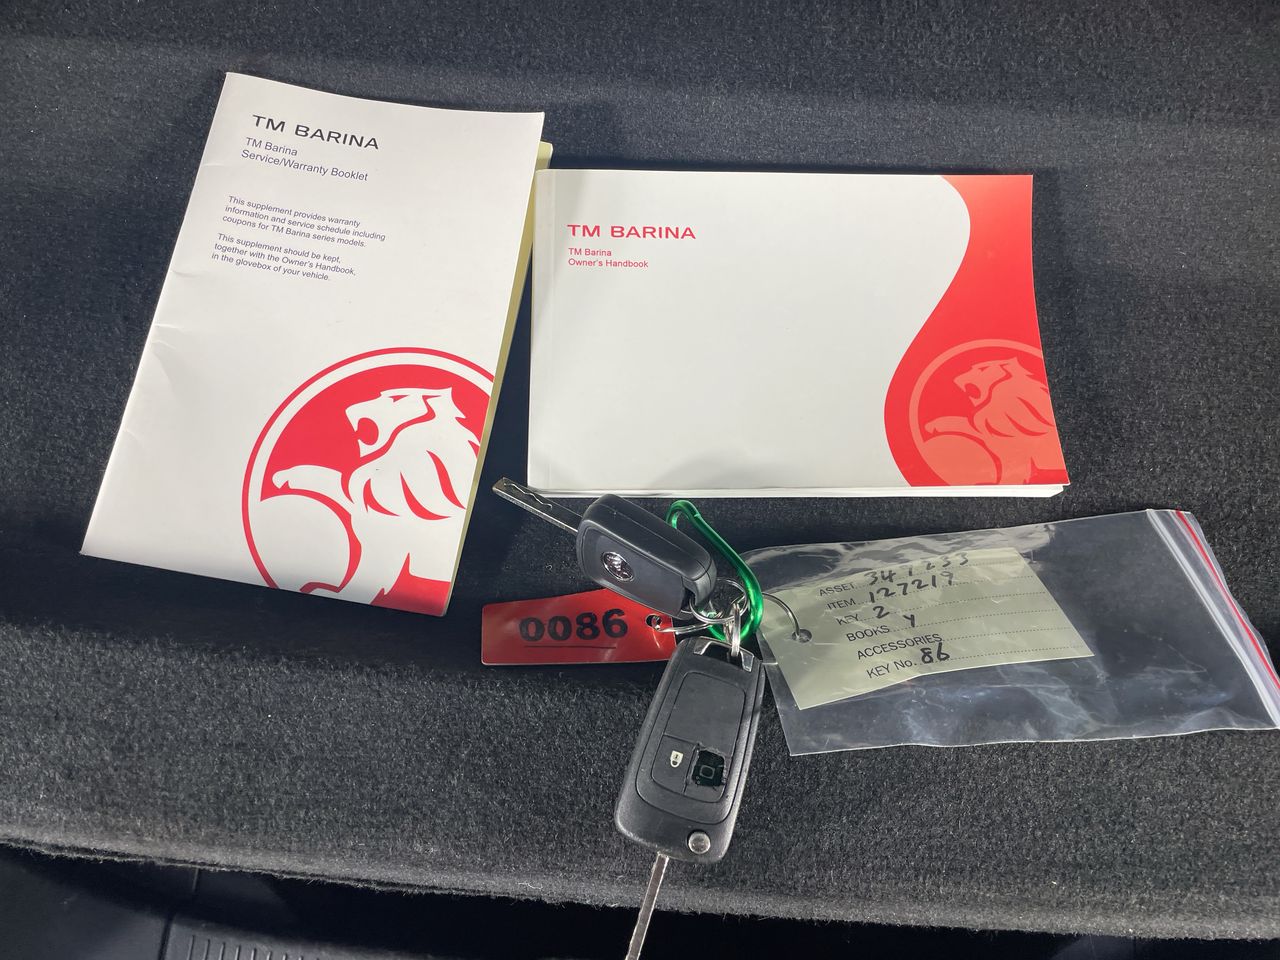 TM BARINA
TM Barina
Service/Warranty Booklet
This supplement provides warranty
information and service schedule including
coupons for TM Barina series models.
This supplement should be kept,
together with the Owner's Handbook,
in the glovebox of your vehicle.
TM BARINA
TM Barina
Owner's Handbook
0086
ASSET 341233
ITEM 127219
KEY 2
BOOKS Y
ACCESSORIES
KEY No. 86